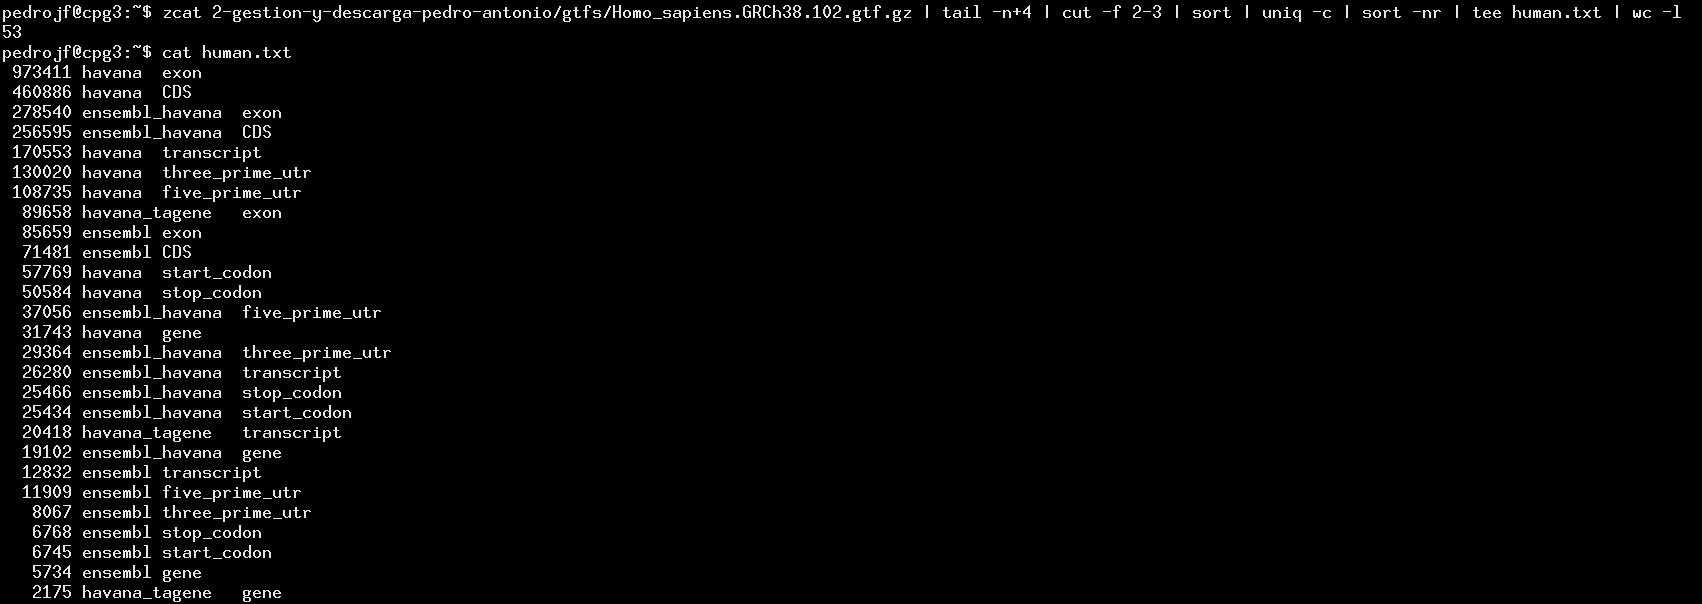 pedrojf@cpg3:~$ zcat 2-gestion-y-descarga-pedro-antonio/gtfs/Homo_sapiens.GRCh38.102.gtf.gz | tail -n+4 | cut -f 2-3 | sort | uniq -c | sort -nr | tee human.txt | wc -l
53
pedrojf@cpg3:~$ cat human.txt
 973411 havana  exon
 460886 havana  CDS
 278540 ensembl_havana  exon
 256595 ensembl_havana  CDS
 170553 havana  transcript
 130020 havana  three_prime_utr
 108735 havana  five_prime_utr
  89658 havana_tagene   exon
  85659 ensembl exon
  71481 ensembl CDS
  57769 havana  start_codon
  50584 havana  stop_codon
  37056 ensembl_havana  five_prime_utr
  31743 havana  gene
  29364 ensembl_havana  three_prime_utr
  26280 ensembl_havana  transcript
  25466 ensembl_havana  stop_codon
  25434 ensembl_havana  start_codon
  20418 havana_tagene   transcript
  19102 ensembl_havana  gene
  12832 ensembl transcript
  11909 ensembl five_prime_utr
   8067 ensembl three_prime_utr
   6768 ensembl stop_codon
   6745 ensembl start_codon
   5734 ensembl gene
   2175 havana_tagene   gene